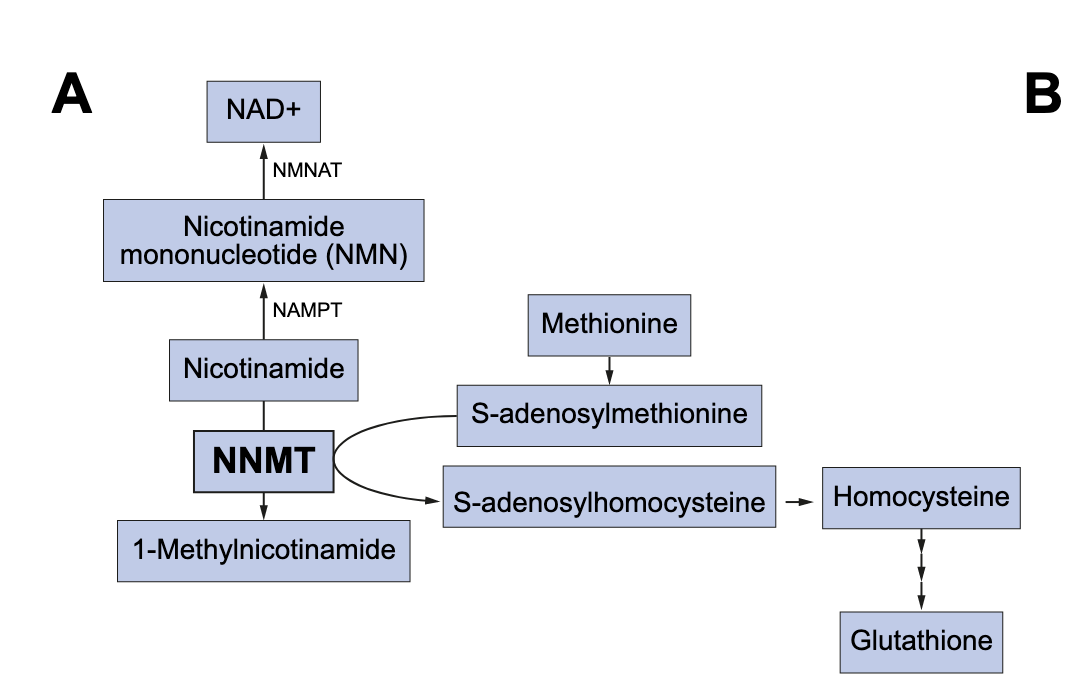 A
B
NAD+
NMNAT
Nicotinamide
mononucleotide (NMN)
NAMPT
Nicotinamide
NNMT
1-Methylnicotinamide
Methionine
S-adenosylmethionine
S-adenosylhomocysteine
Homocysteine
Glutathione